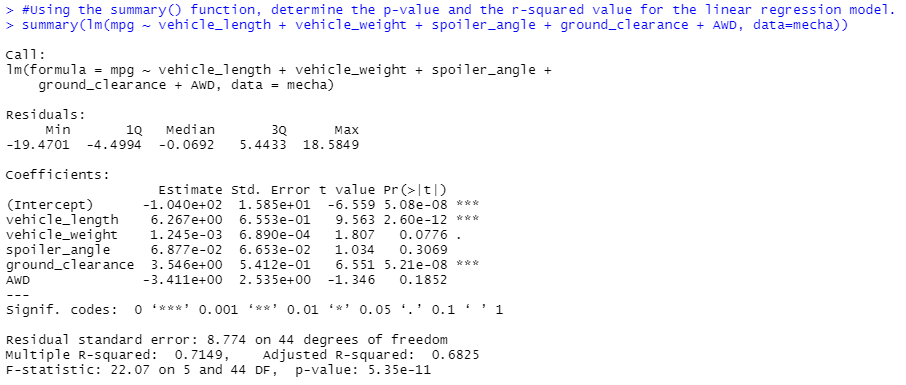 > #Using the summary() function, determine the p-value and the r-squared value for the linear regression model.
> summary(lm(mpg ~ vehicle_length + vehicle_weight + spoiler_angle + ground_clearance + AWD, data=mecha))

Call:
lm(formula = mpg ~ vehicle_length + vehicle_weight + spoiler_angle +
    ground_clearance + AWD, data = mecha)

Residuals:
     Min       1Q   Median       3Q      Max
-19.4701  -4.4994  -0.0692   5.4433  18.5849

Coefficients:
                   Estimate Std. Error t value Pr(>|t|)
(Intercept)      -1.040e+02  1.585e+01  -6.559 5.08e-08 ***
vehicle_length    6.267e+00  6.553e-01   9.563 2.60e-12 ***
vehicle_weight    1.245e-03  6.890e-04   1.807   0.0776 .
spoiler_angle     6.877e-02  6.653e-02   1.034   0.3069
ground_clearance  3.546e+00  5.412e-01   6.551 5.21e-08 ***
AWD              -3.411e+00  2.535e+00  -1.346   0.1852
---
Signif. codes:  0 ‘***’ 0.001 ‘**’ 0.01 ‘*’ 0.05 ‘.’ 0.1 ‘ ’ 1

Residual standard error: 8.774 on 44 degrees of freedom
Multiple R-squared:  0.7149,    Adjusted R-squared:  0.6825
F-statistic: 22.07 on 5 and 44 DF,  p-value: 5.35e-11